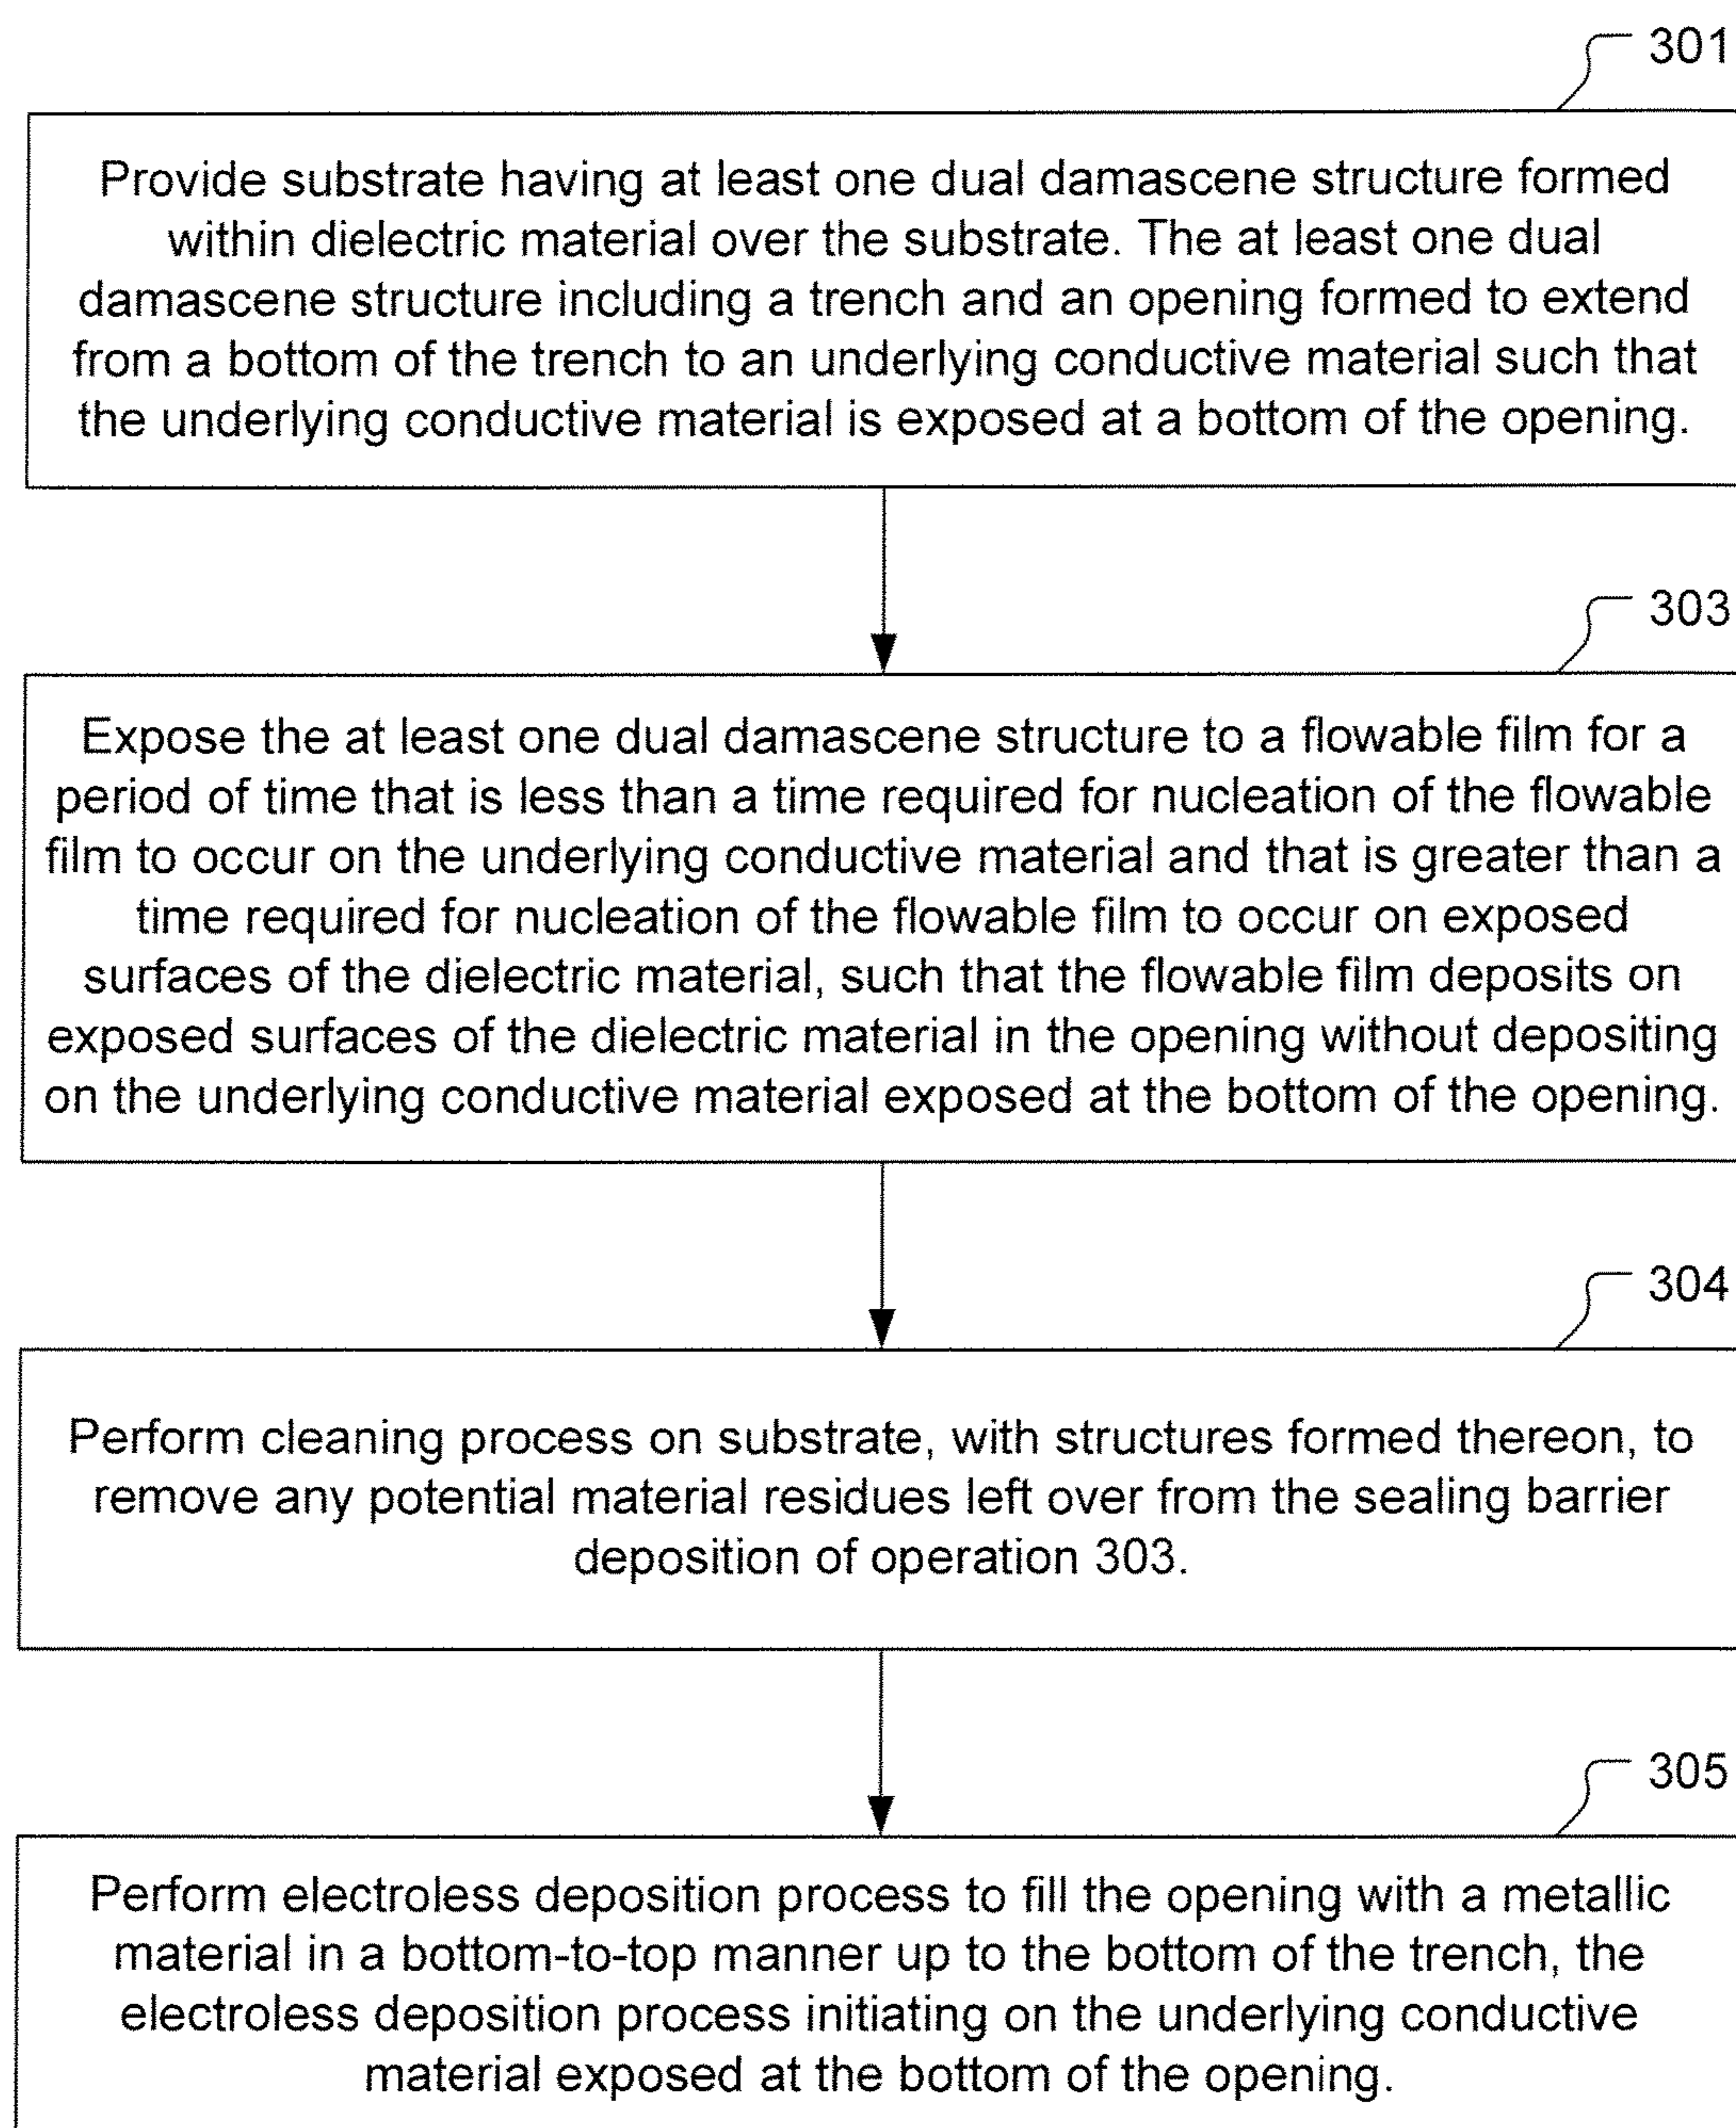 301
Provide substrate having at least one dual damascene structure formed
within dielectric material over the substrate. The at least one dual
damascene structure including a trench and an opening formed to extend
from a bottom of the trench to an underlying conductive material such that
the underlying conductive material is exposed at a bottom of the opening.
303
Expose the at least one dual damascene structure to a flowable film for a
period of time that is less than a time required for nucleation of the flowable
film to occur on the underlying conductive material and that is greater than a
time required for nucleation of the flowable film to occur on exposed
surfaces of the dielectric material, such that the flowable film deposits on
exposed surfaces of the dielectric material in the opening without depositing
on the underlying conductive material exposed at the bottom of the opening.
304
Perform cleaning process on substrate, with structures formed thereon, to
remove any potential material residues left over from the sealing barrier
deposition of operation 303.
305
Perform electroless deposition process to fill the opening with a metallic
material in a bottom-to-top manner up to the bottom of the trench, the
electroless deposition process initiating on the underlying conductive
material exposed at the bottom of the opening.